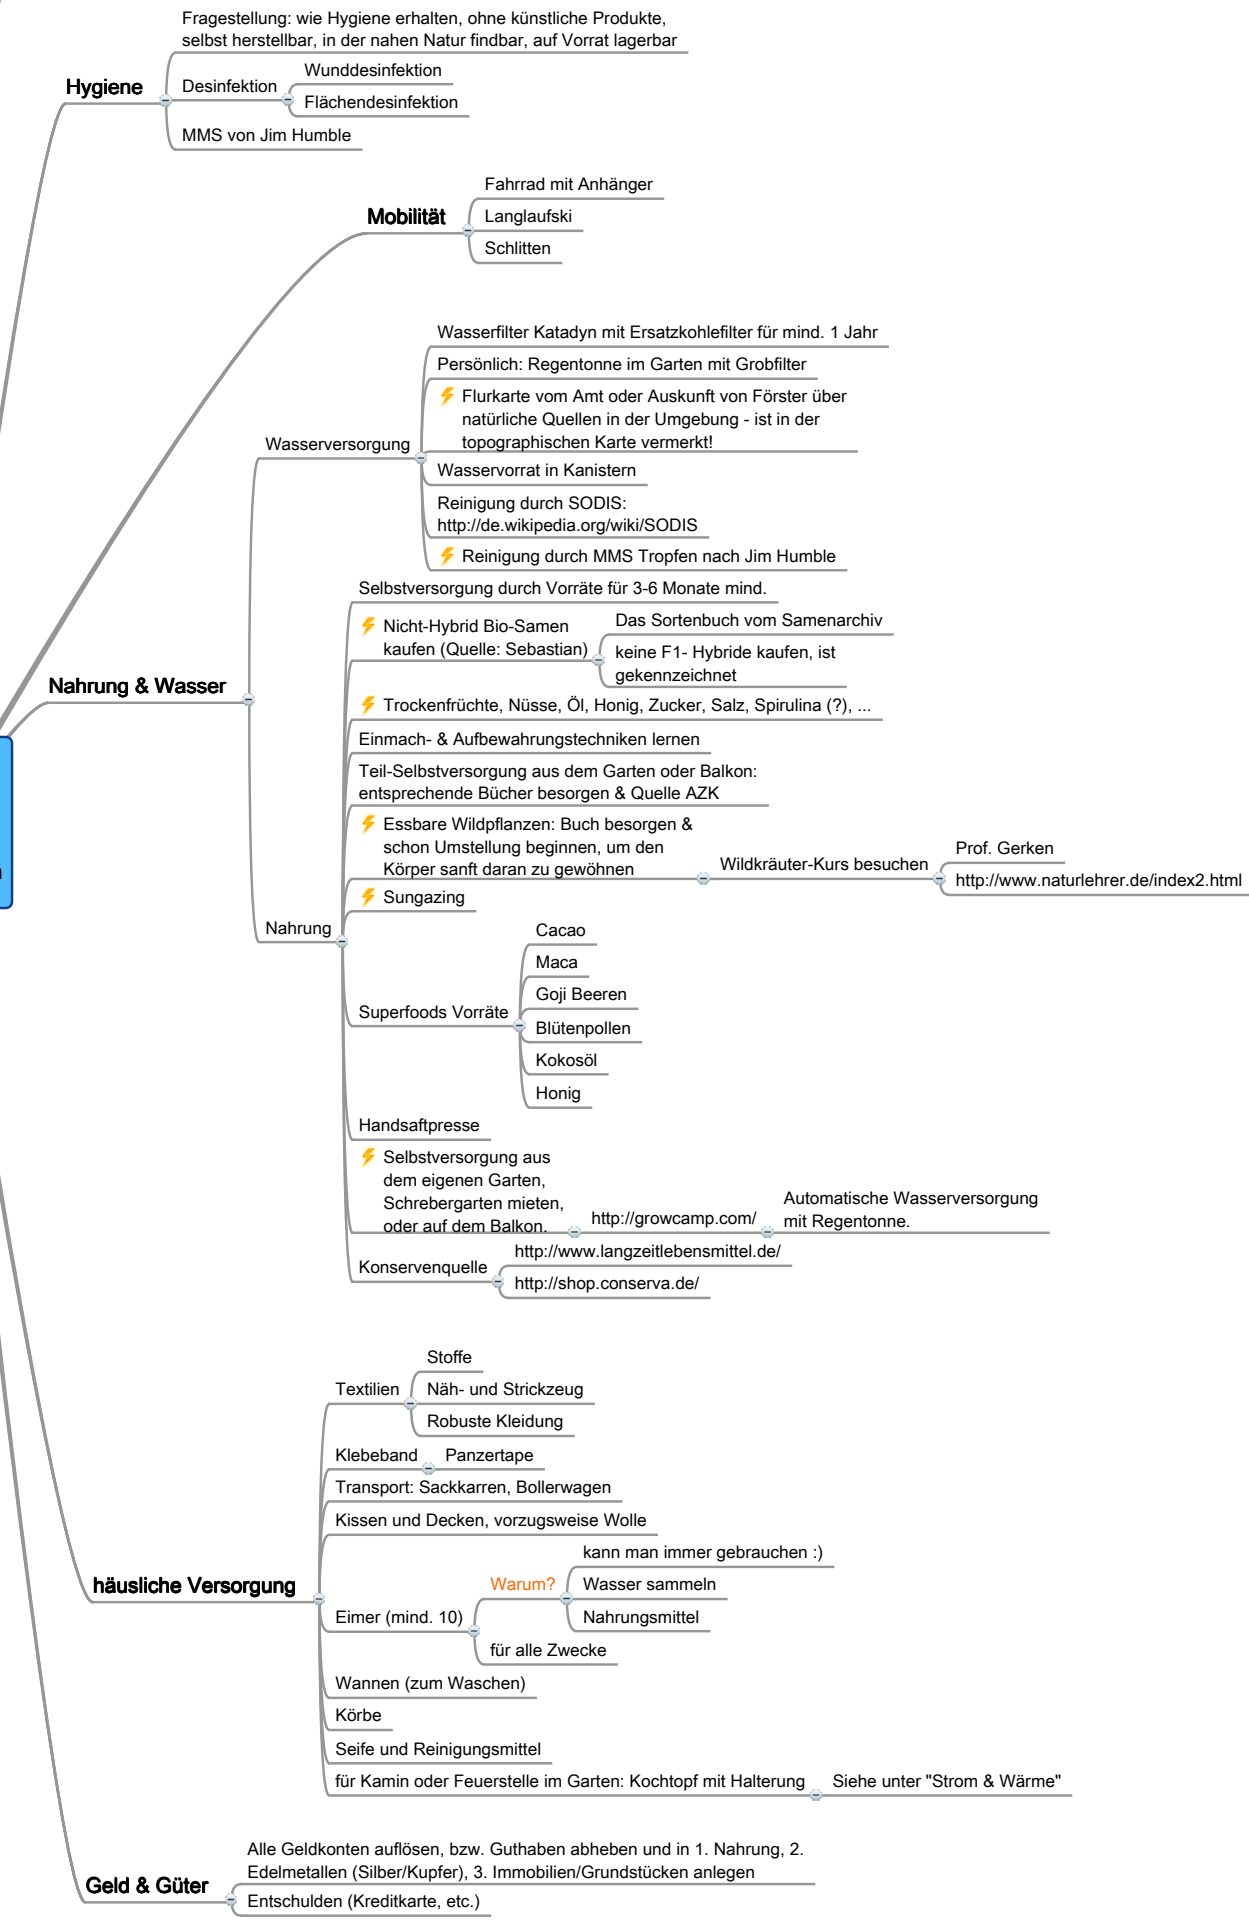 Fragestellung: wie Hygiene erhalten, ohne künstliche Produkte,
selbst herstellbar, in der nahen Natur findbar, auf Vorrat lagerbar
Hygiene
Desinfektion
Wunddesinfektion
Flächendesinfektion
MMS von Jim Humble
Mobilität
Fahrrad mit Anhänger
Langlaufski
Schlitten
Nahrung & Wasser
Wasserversorgung
Wasserfilter Katadyn mit Ersatzkohlefilter für mind. 1 Jahr
Persönlich: Regentonne im Garten mit Grobfilter
Flurkarte vom Amt oder Auskunft von Förster über
natürliche Quellen in der Umgebung - ist in der
topographischen Karte vermerkt!
Wasservorrat in Kanistern
Reinigung durch SODIS:
http://de.wikipedia.org/wiki/SODIS
Reinigung durch MMS Tropfen nach Jim Humble
Nahrung
Selbstversorgung durch Vorräte für 3-6 Monate mind.
Nicht-Hybrid Bio-Samen
kaufen (Quelle: Sebastian)
Das Sortenbuch vom Samenarchiv
keine F1- Hybride kaufen, ist
gekennzeichnet
Trockenfrüchte, Nüsse, Öl, Honig, Zucker, Salz, Spirulina (?), ...
Einmach- & Aufbewahrungstechniken lernen
Teil-Selbstversorgung aus dem Garten oder Balkon:
entsprechende Bücher besorgen & Quelle AZK
Essbare Wildpflanzen: Buch besorgen &
schon Umstellung beginnen, um den
Körper sanft daran zu gewöhnen
Wildkräuter-Kurs besuchen
Prof. Gerken
http://www.naturlehrer.de/index2.html
Sungazing
Superfoods Vorräte
Cacao
Maca
Goji Beeren
Blütenpollen
Kokosöl
Honig
Handsaftpresse
Selbstversorgung aus
dem eigenen Garten,
Schrebergarten mieten,
oder auf dem Balkon.
http://growcamp.com/
Automatische Wasserversorgung
mit Regentonne.
Konservenquelle
http://www.langzeitlebensmittel.de/
http://shop.conserva.de/
häusliche Versorgung
Textilien
Stoffe
Näh- und Strickzeug
Robuste Kleidung
Klebeband
Panzertape
Transport: Sackkarren, Bollerwagen
Kissen und Decken, vorzugsweise Wolle
Eimer (mind. 10)
Warum?
kann man immer gebrauchen :)
Wasser sammeln
Nahrungsmittel
für alle Zwecke
Wannen (zum Waschen)
Körbe
Seife und Reinigungsmittel
für Kamin oder Feuerstelle im Garten: Kochtopf mit Halterung
Siehe unter "Strom & Wärme"
Geld & Güter
Alle Geldkonten auflösen, bzw. Guthaben abheben und in 1. Nahrung, 2.
Edelmetallen (Silber/Kupfer), 3. Immobilien/Grundstücken anlegen
Entschulden (Kreditkarte, etc.)